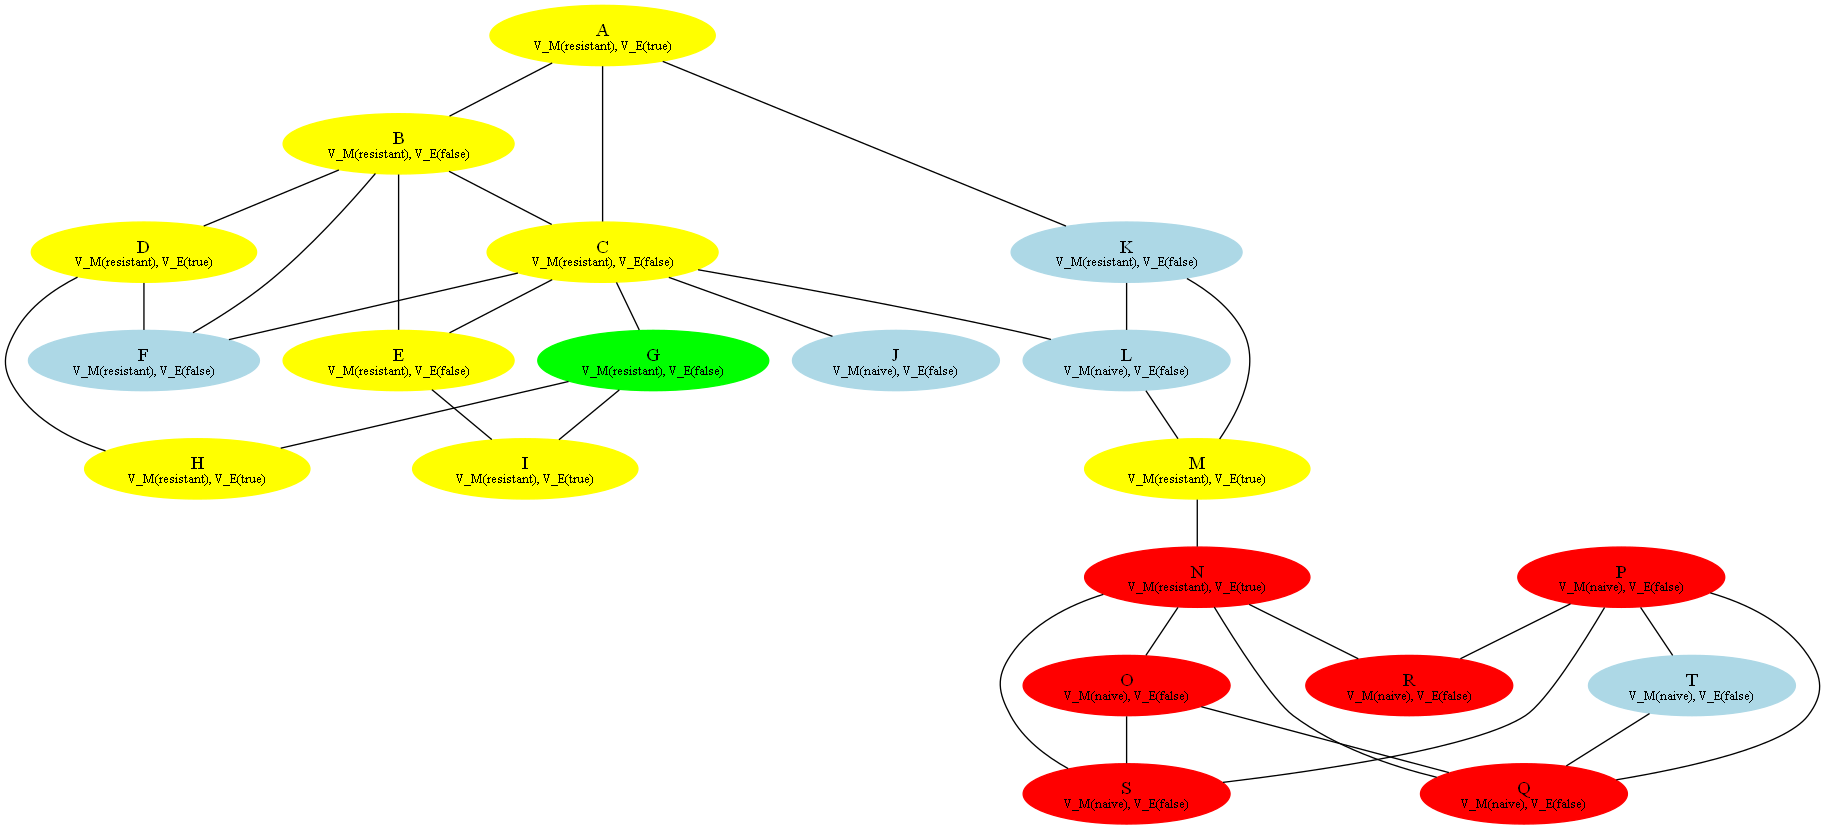 A
V_M(resistant), V_E(true)
B
V_M(resistant), V_E(false)
D
V_M(resistant), V_E(true)
C
V_M(resistant), V_E(false)
K
V_M(resistant), V_E(false)
F
V_M(resistant), V_E(false)
E
V_M(resistant), V_E(false)
G
V_M(resistant), V_E(false)
J
V_M(naive), V_E(false)
L
V_M(naive), V_E(false)
H
V_M(resistant), V_E(true)
I
V_M(resistant), V_E(true)
M
V_M(resistant), V_E(true)
N
V_M(resistant), V_E(true)
P
V_M(naive), V_E(false)
O
V_M(naive), V_E(false)
R
V_M(naive), V_E(false)
T
V_M(naive), V_E(false)
S
V_M(naive), V_E(false)
Q
V_M(naive), V_E(false)